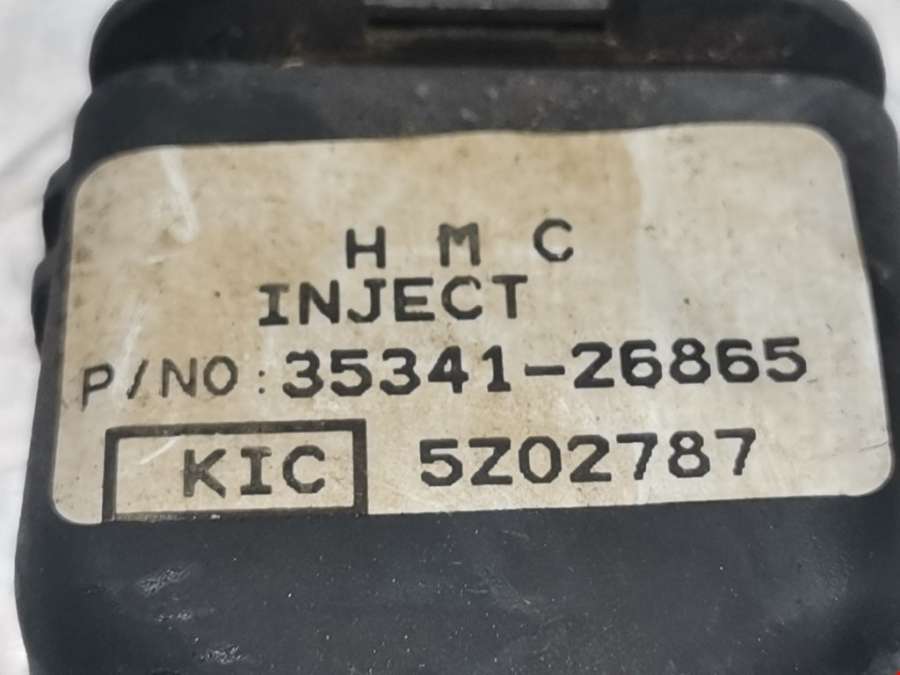 H M C
INJECT
P/NO: 35341-26865
KIC 5Z02787